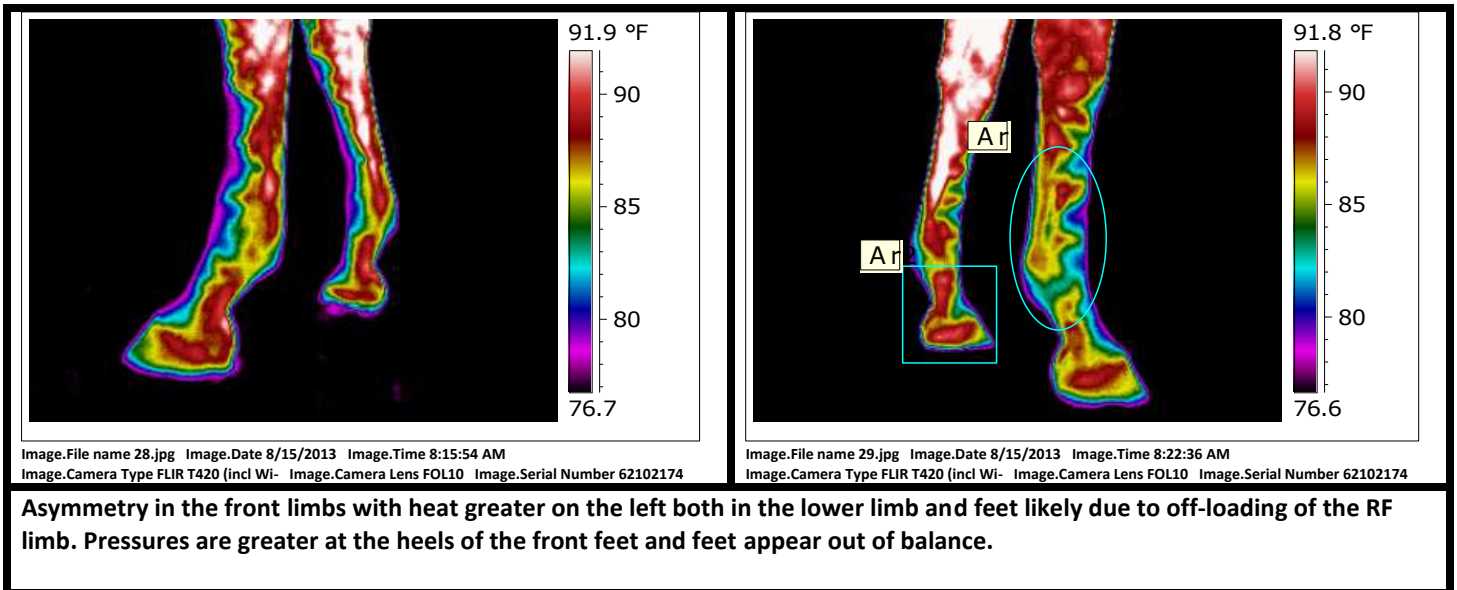 91.9 °F
90
85
80
76.7
Ar
Ar
91.8 °F
90
85
80
76.6
Image.File name 28.jpg Image.Date 8/15/2013 Image.Time 8:15:54 AM
Image.Camera Type FLIR T420 (incl Wi- Image.Camera Lens FOL10 Image.Serial Number 62102174
Image.File name 29.jpg Image.Date 8/15/2013 Image.Time 8:22:36 AM
Image.Camera Type FLIR T420 (incl Wi- Image.Camera Lens FOL10 Image.Serial Number 62102174
Asymmetry in the front limbs with heat greater on the left both in the lower limb and feet likely due to off-loading of the RF
limb. Pressures are greater at the heels of the front feet and feet appear out of balance.